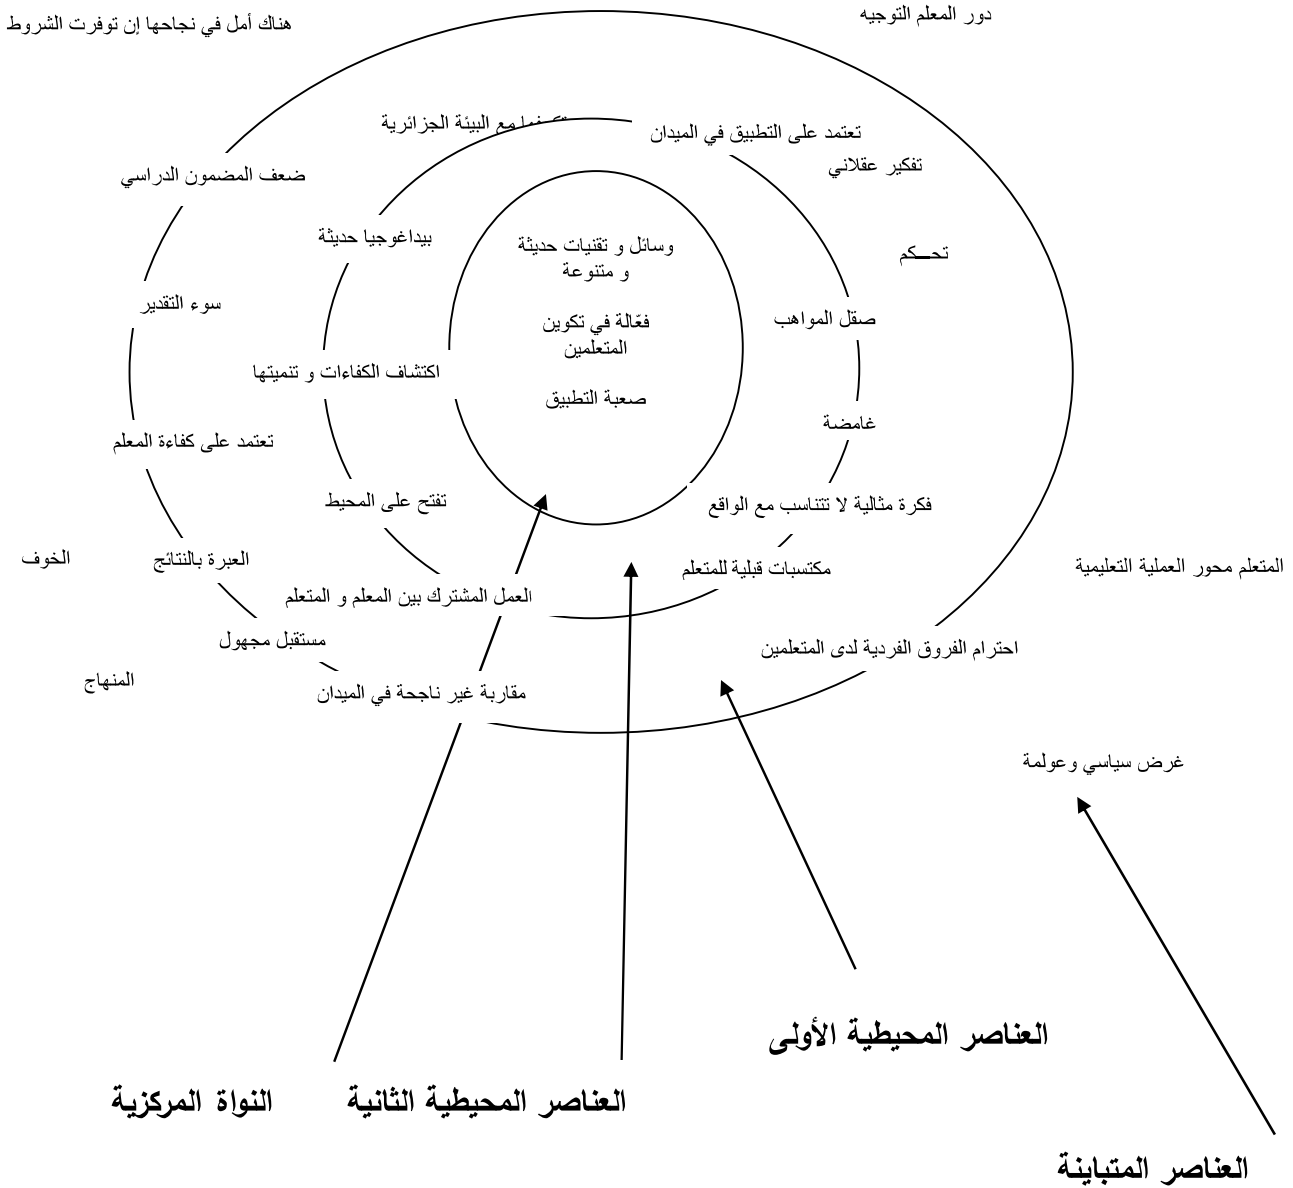 دور المعلم التوجيه
هناك أمل في نجاحها إن توفرت الشروط
تعتمد على التطبيق في الميدان
مع البيئة الجزائرية
تفكير عقلاني
ضعف المضمون الدراسي
بيداغوجيا حديثة
وسائل و تقنيات حديثة
و متنوعة
تحـــكم
سوء التقدير
صقل المواهب
فعّالة في تكوين
المتعلمين
اكتشاف الكفاءات و تنميتها
صعبة التطبيق
غامضة
تعتمد على كفاءة المعلم
تفتح على المحيط
فكرة مثالية لا تتناسب مع الواقع
المتعلم محور العملية التعليمية
مكتسبات قبلية للمتعلم
العبرة بالنتائج
الخوف
العمل المشترك بين المعلم و المتعلم
احترام الفروق الفردية لدى المتعلمين
مستقبل مجهول
المنهاج
مقاربة غير ناجحة في الميدان
غرض سياسي وعولمة
العناصر المحيطية الأولى
العناصر المحيطية الثانية
النواة المركزية
العناصر المتباينة